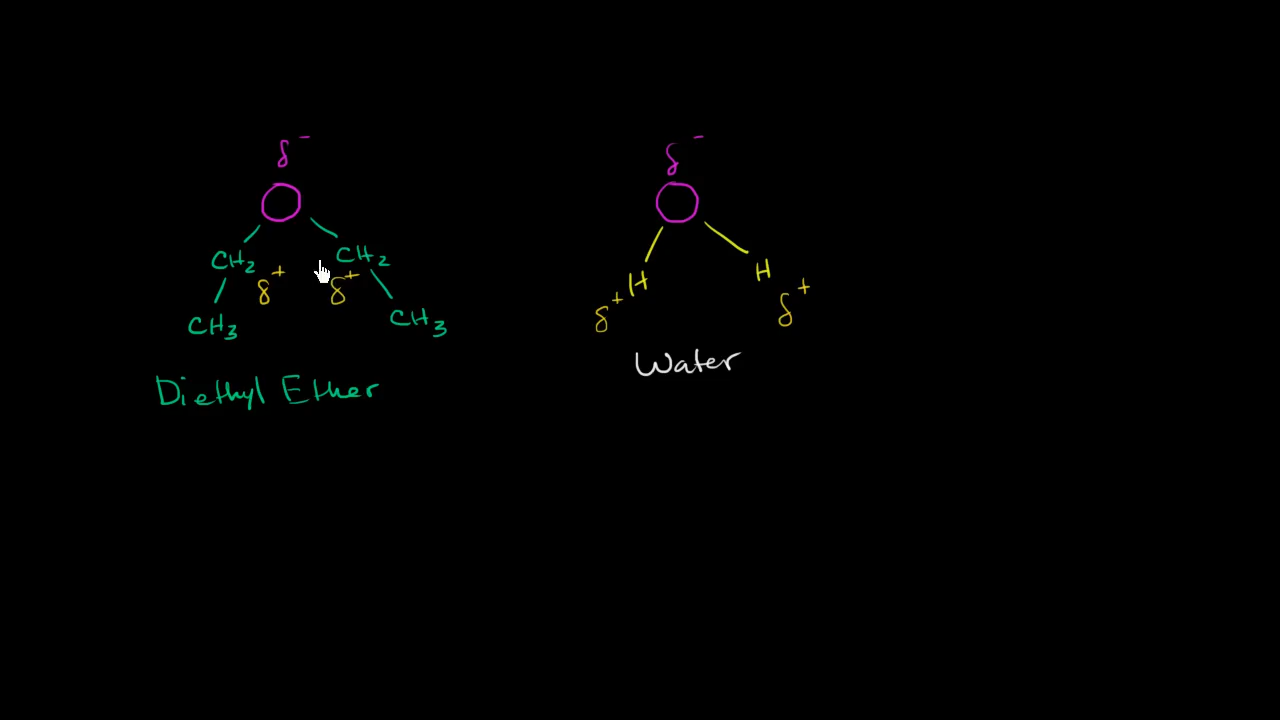 δ⁻ δ⁻
O O
CH₂ CH₂ H H
δ⁺ δ⁺ δ⁺ δ⁺
CH₃ CH₃
Water
Diethyl Ether